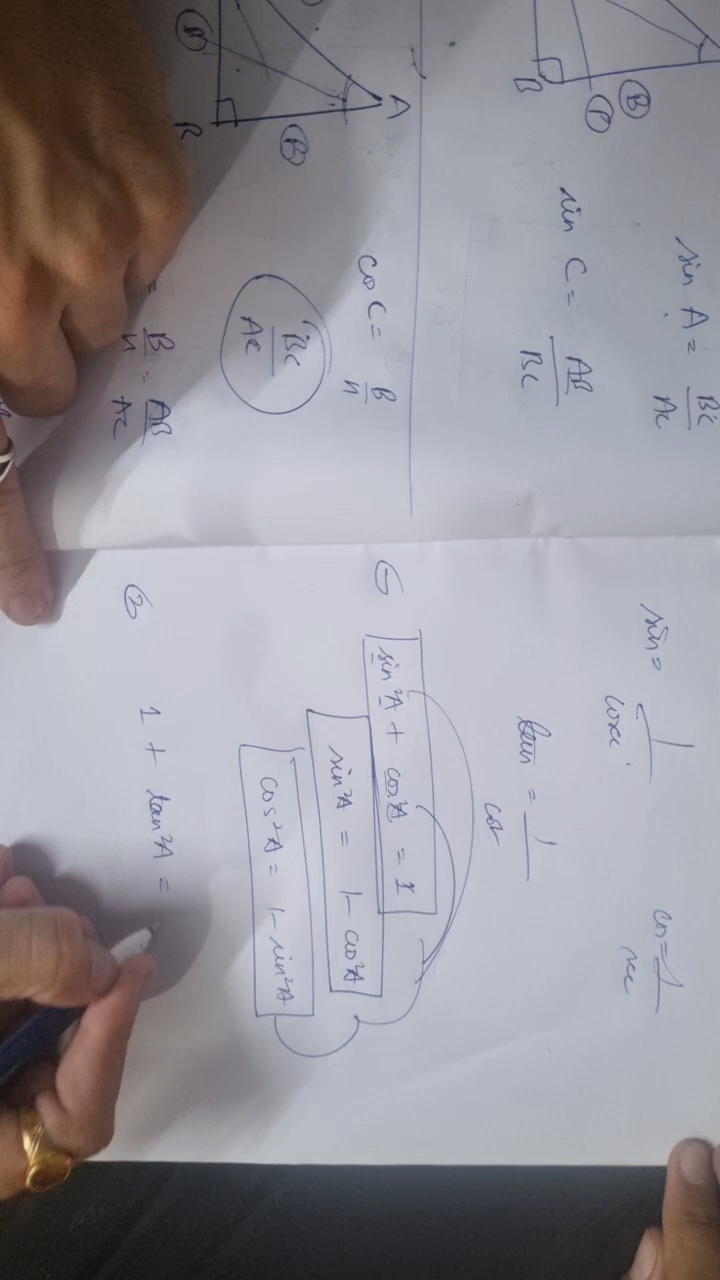 sin A = BC/AC
B
P
B
sin C = AB/BC
A
B
B
R
cos C = B/H
BC/AC
= B/H = AB/AC
sin = 1/cosec
cos = 1/sec
tan = 1/cot
sin²A + cos²A = 1
sin²A = 1 - cos²A
cos²A = 1 - sin²A
② 1 + tan²A =